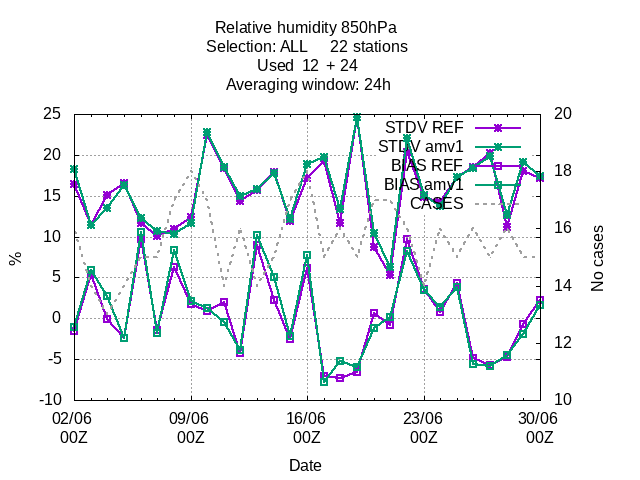 Relative humidity 850hPa
Selection: ALL 22 stations
Used 12 + 24
Averaging window: 24h
25
20
15
10
5
0
-5
-10
%
STDV REF
STDV amv1
BIAS REF
BIAS amv1
CASES
20
18
16
14
12
10
No cases
02/06 09/06 16/06 23/06 30/06
00Z 00Z 00Z 00Z 00Z
Date